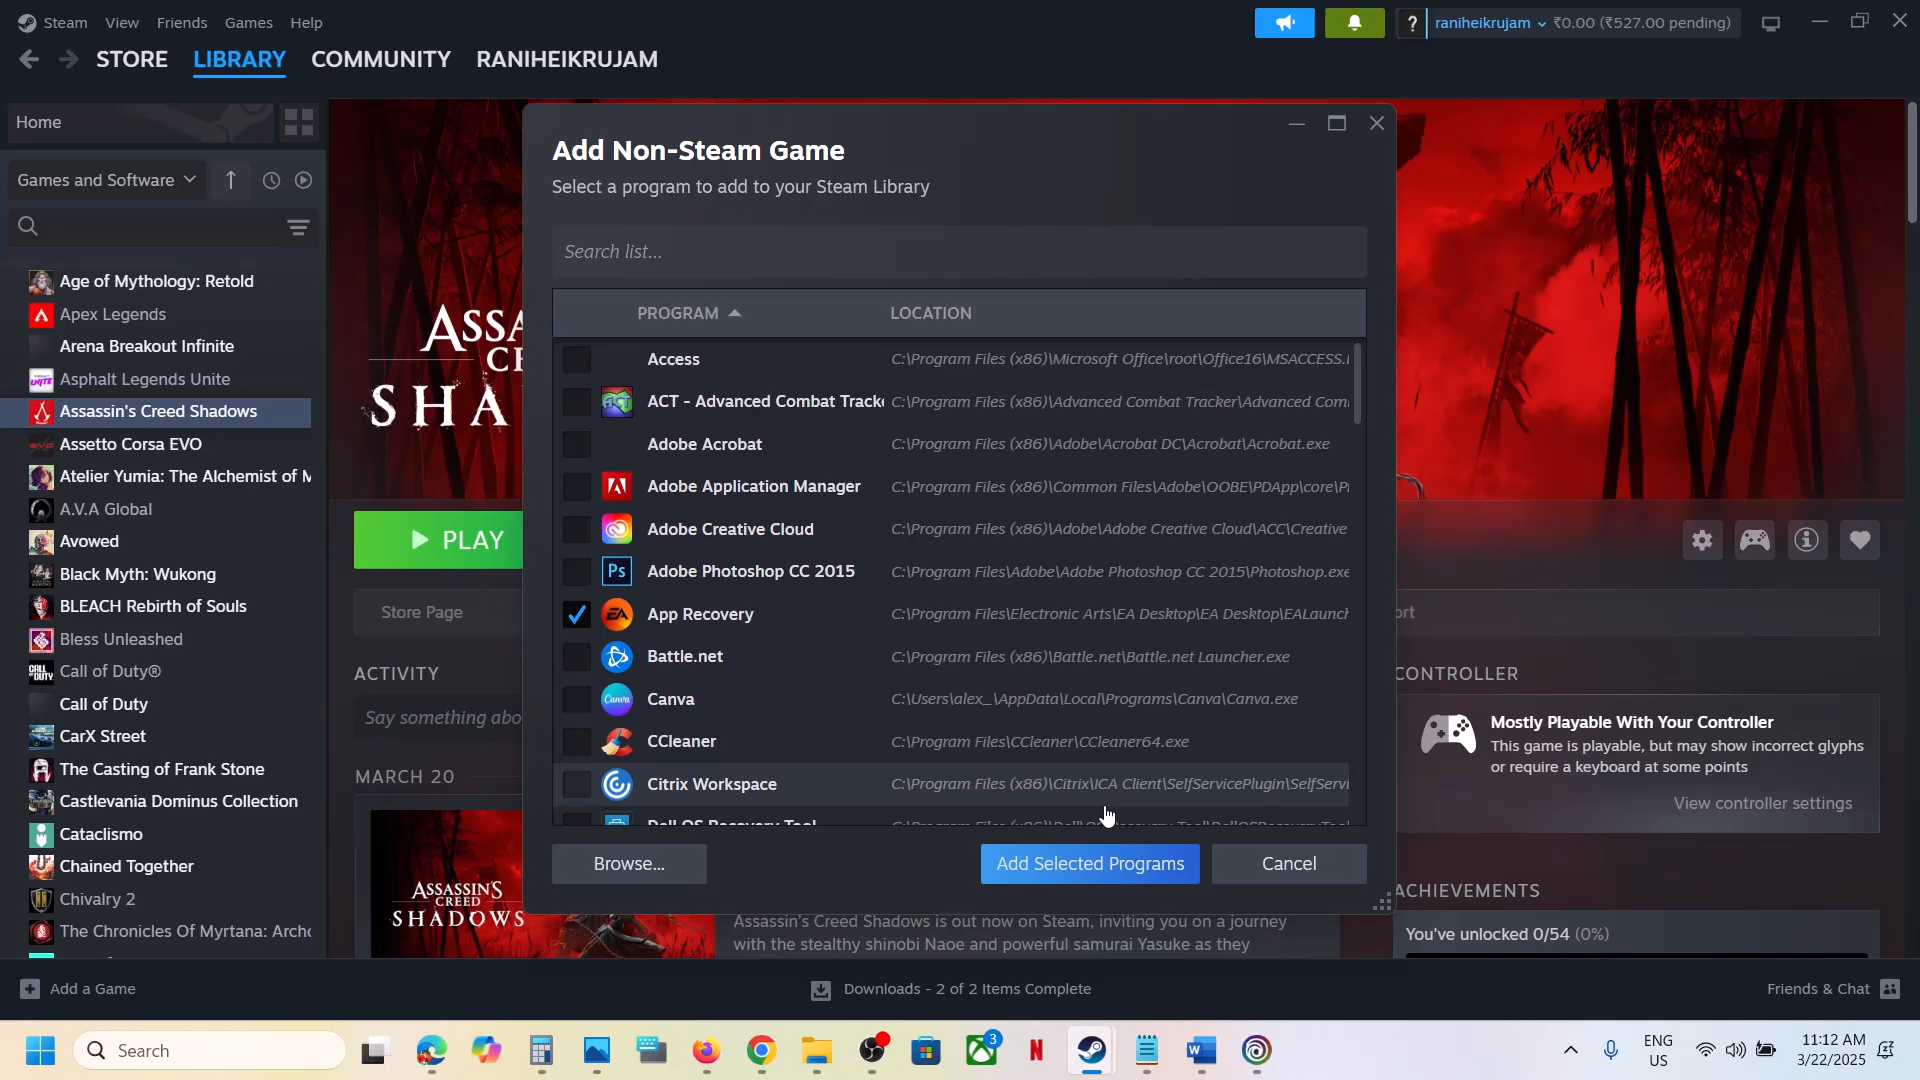 Steam View Friends Games Help
? raniheikrujam ₹0.00 (₹527.00 pending)
STORE LIBRARY COMMUNITY RANIHEIKRUJAM
Home
Games and Software
Age of Mythology: Retold
Apex Legends
Arena Breakout Infinite
Asphalt Legends Unite
Assassin's Creed Shadows
Assetto Corsa EVO
Atelier Yumia: The Alchemist of M
A.V.A Global
Avowed
Black Myth: Wukong
BLEACH Rebirth of Souls
Bless Unleashed
Call of Duty®
Call of Duty
CarX Street
The Casting of Frank Stone
Castlevania Dominus Collection
Cataclismo
Chained Together
Chivalry 2
The Chronicles Of Myrtana: Archo
Add a Game
ASSA
CR
SHA
PLAY
Store Page
ACTIVITY
Say something abo
MARCH 20
ASSASSIN'S
CREED
SHADOWS
Add Non-Steam Game
Select a program to add to your Steam Library
Search list...
PROGRAM LOCATION
Access C:\Program Files (x86)\Microsoft Office\root\Office16\MSACCESS.
ACT - Advanced Combat Tracke C:\Program Files (x86)\Advanced Combat Tracker\Advanced Com
Adobe Acrobat C:\Program Files (x86)\Adobe\Acrobat DC\Acrobat\Acrobat.exe
Adobe Application Manager C:\Program Files (x86)\Common Files\Adobe\OOBE\PDApp\core\P
Adobe Creative Cloud C:\Program Files (x86)\Adobe\Adobe Creative Cloud\ACC\Creative
Ps Adobe Photoshop CC 2015 C:\Program Files\Adobe\Adobe Photoshop CC 2015\Photoshop.exe
EA App Recovery C:\Program Files\Electronic Arts\EA Desktop\EA Desktop\EALaunch
Battle.net C:\Program Files (x86)\Battle.net\Battle.net Launcher.exe
Canva Canva C:\Users\alex_\AppData\Local\Programs\Canva\Canva.exe
CCleaner C:\Program Files\CCleaner\CCleaner64.exe
Citrix Workspace C:\Program Files (x86)\Citrix\ICA Client\SelfServicePlugin\SelfServi
Dell OS Recovery Tool
Browse... Add Selected Programs Cancel
Assassin's Creed Shadows is out now on Steam, inviting you on a journey
with the stealthy shinobi Naoe and powerful samurai Yasuke as they
ort
CONTROLLER
Mostly Playable With Your Controller
This game is playable, but may show incorrect glyphs
or require a keyboard at some points
View controller settings
ACHIEVEMENTS
You've unlocked 0/54 (0%)
Downloads - 2 of 2 Items Complete
Friends & Chat
Search
3
ENG
US
11:12 AM
3/22/2025